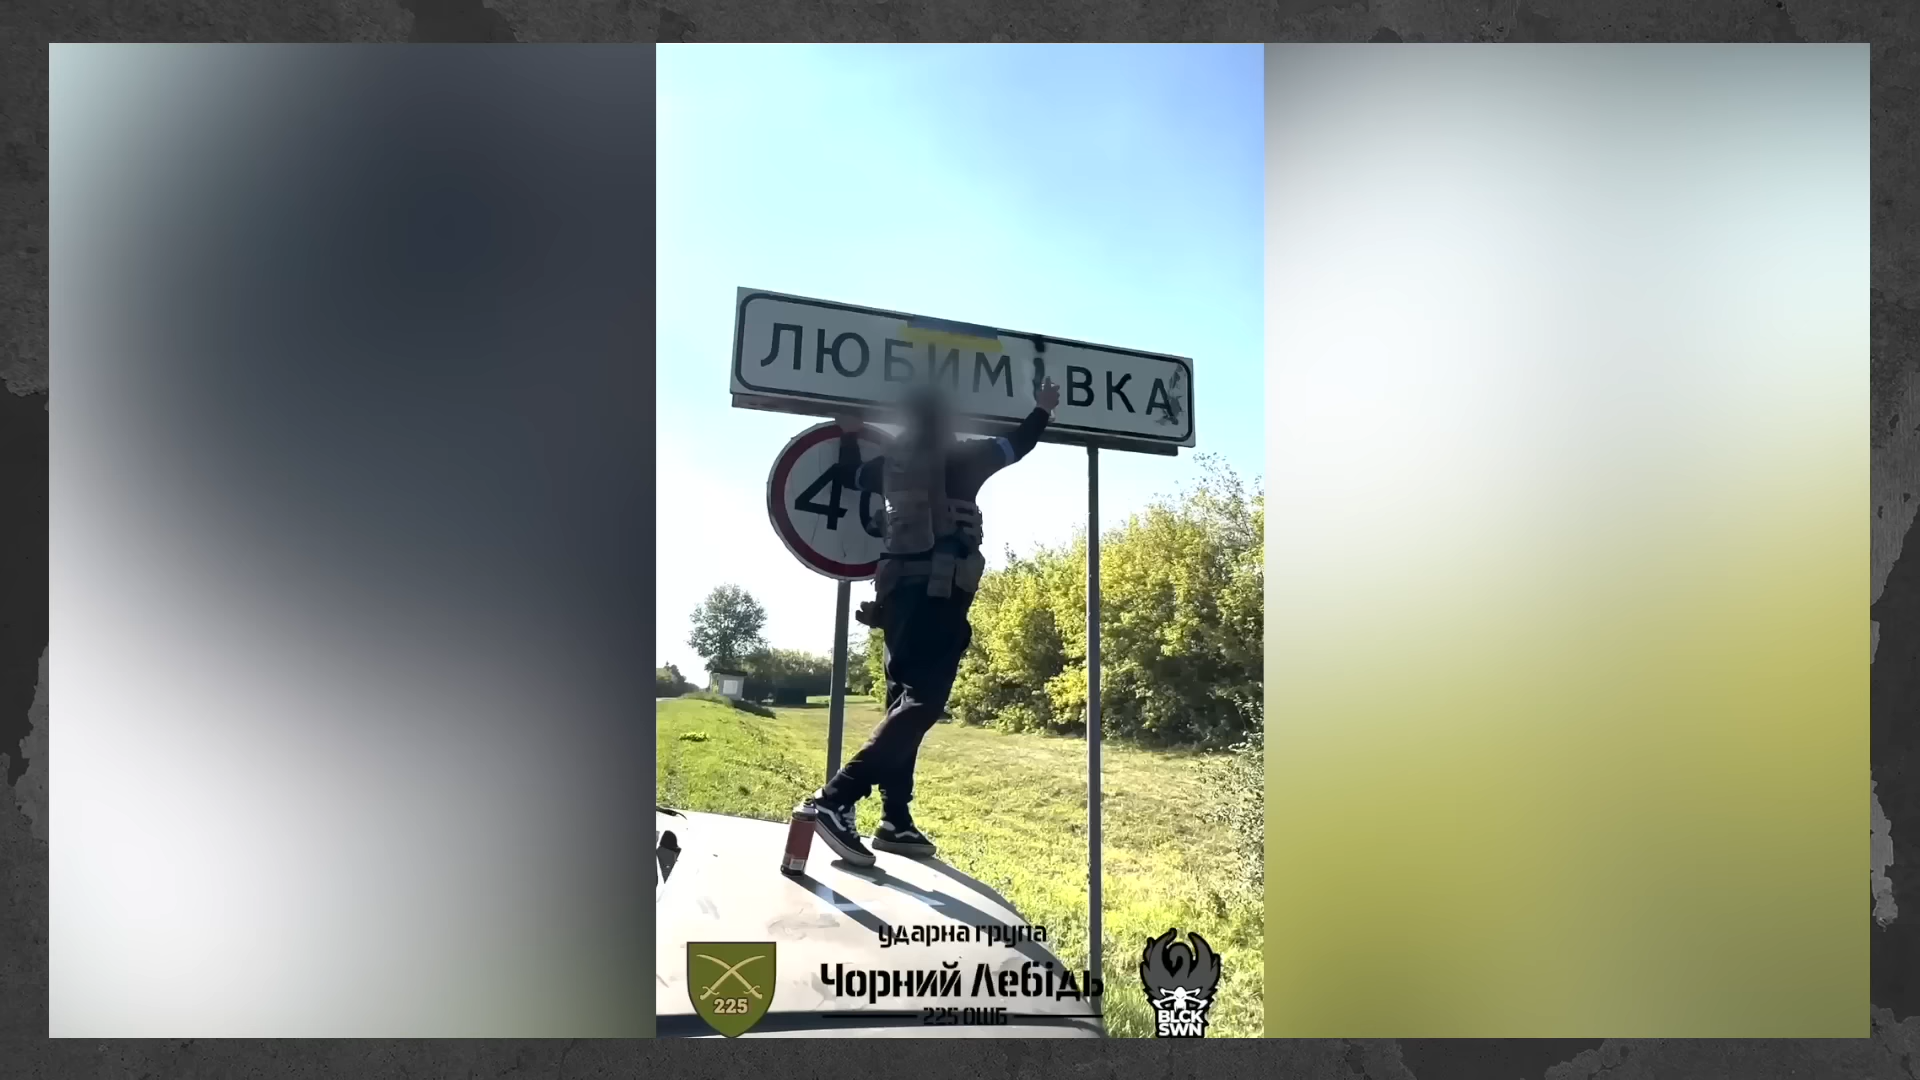 ЛЮБИМІВКА
40
ударна група
Чорний Лебідь
225 ОШБ
225
BLCK
SWN